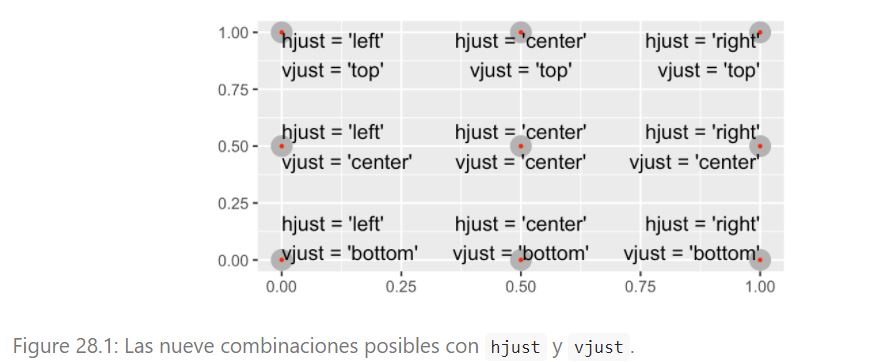 1.00
hjust = 'left' hjust = 'center' hjust = 'right'
vjust = 'top' vjust = 'top' vjust = 'top'
0.75
hjust = 'left' hjust = 'center' hjust = 'right'
0.50
vjust = 'center' vjust = 'center' vjust = 'center'
0.25
hjust = 'left' hjust = 'center' hjust = 'right'
vjust = 'bottom' vjust = 'bottom' vjust = 'bottom'
0.00
0.00 0.25 0.50 0.75 1.00
Figure 28.1: Las nueve combinaciones posibles con hjust y vjust.